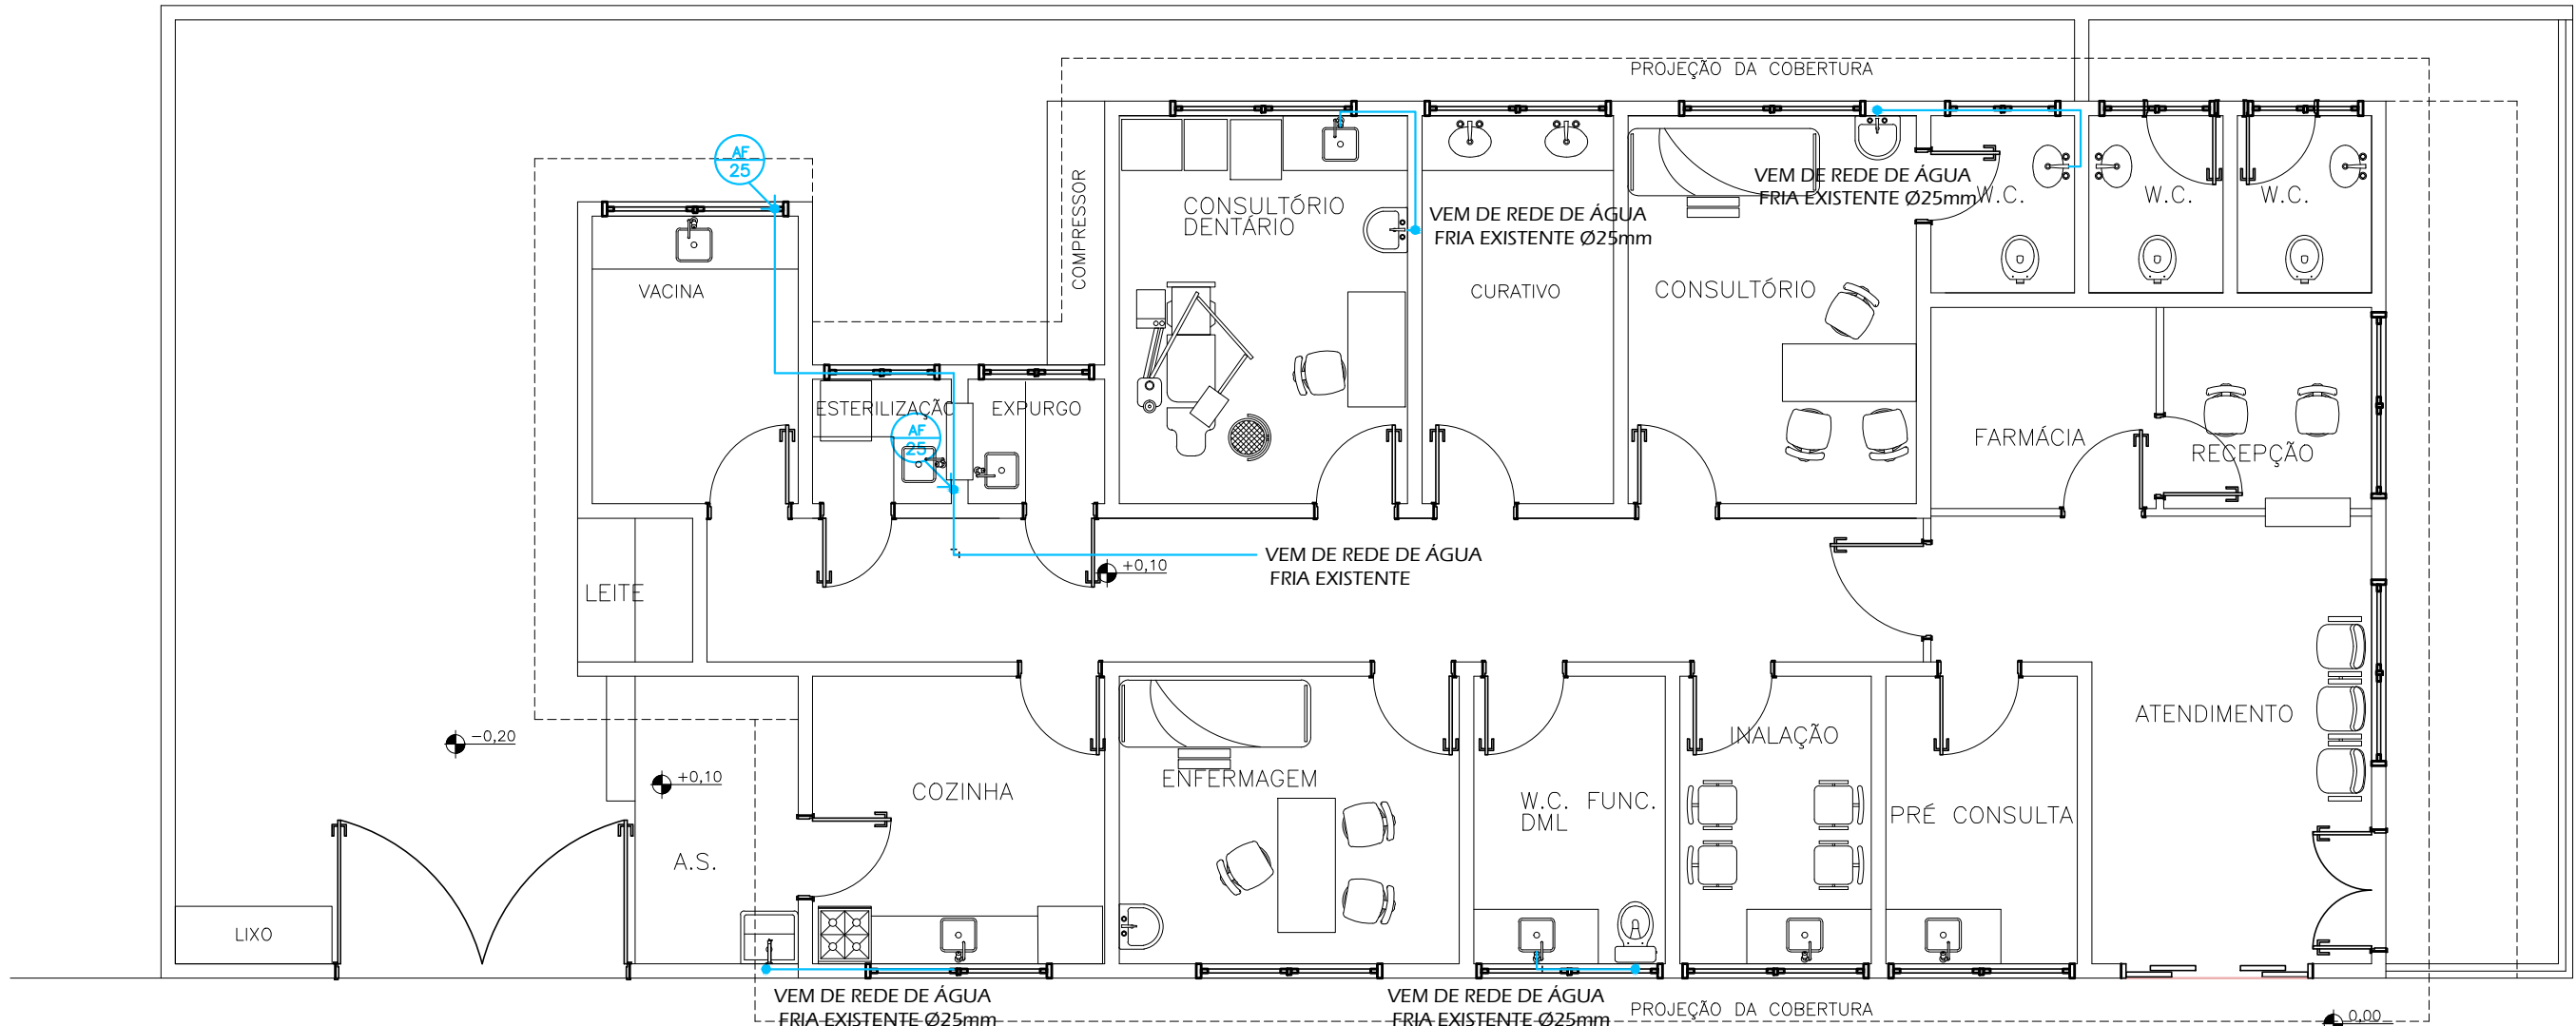 PROJEÇÃO DA COBERTURA
AF
25
COMPRESSOR
CONSULTÓRIO
DENTÁRIO
VEM DE REDE DE ÁGUA
FRIA EXISTENTE Ø25mm
VEM DE REDE DE ÁGUA
FRIA EXISTENTE Ø25mm
W.C.
W.C.
W.C.
VACINA
CURATIVO
CONSULTÓRIO
ESTERILIZAÇÃO
EXPURGO
AF
25
FARMÁCIA
RECEPÇÃO
VEM DE REDE DE ÁGUA
FRIA EXISTENTE
+0,10
LEITE
-0,20
+0,10
COZINHA
ENFERMAGEM
W.C. FUNC.
DML
INALAÇÃO
PRÉ CONSULTA
ATENDIMENTO
A.S.
LIXO
VEM DE REDE DE ÁGUA
FRIA EXISTENTE Ø25mm
VEM DE REDE DE ÁGUA
FRIA EXISTENTE Ø25mm
PROJEÇÃO DA COBERTURA
0,00